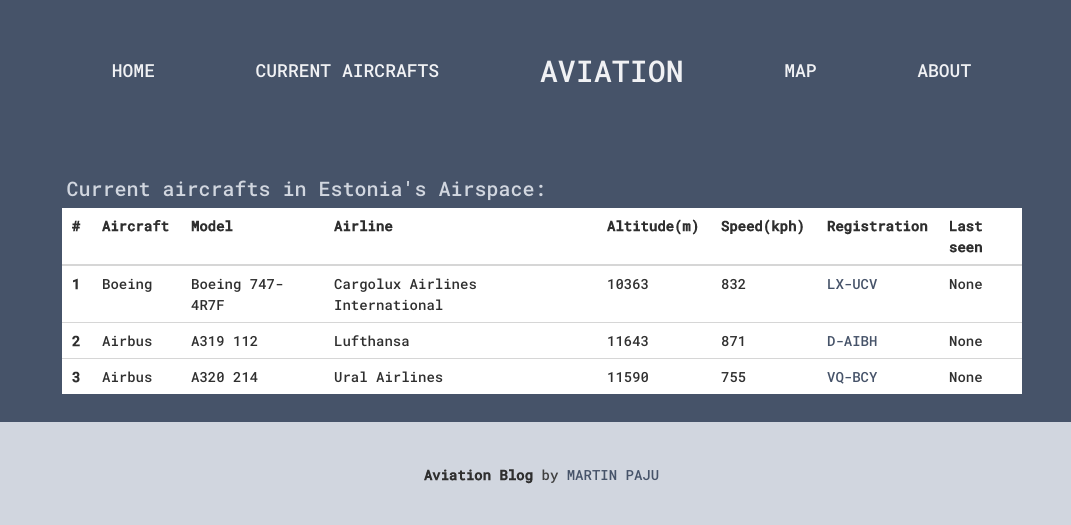 HOME CURRENT AIRCRAFTS AVIATION MAP ABOUT
Current aircrafts in Estonia's Airspace:
# Aircraft Model Airline Altitude(m) Speed(kph) Registration Last
seen
1 Boeing Boeing 747- Cargolux Airlines 10363 832 LX-UCV None
4R7F International
2 Airbus A319 112 Lufthansa 11643 871 D-AIBH None
3 Airbus A320 214 Ural Airlines 11590 755 VQ-BCY None
Aviation Blog by MARTIN PAJU